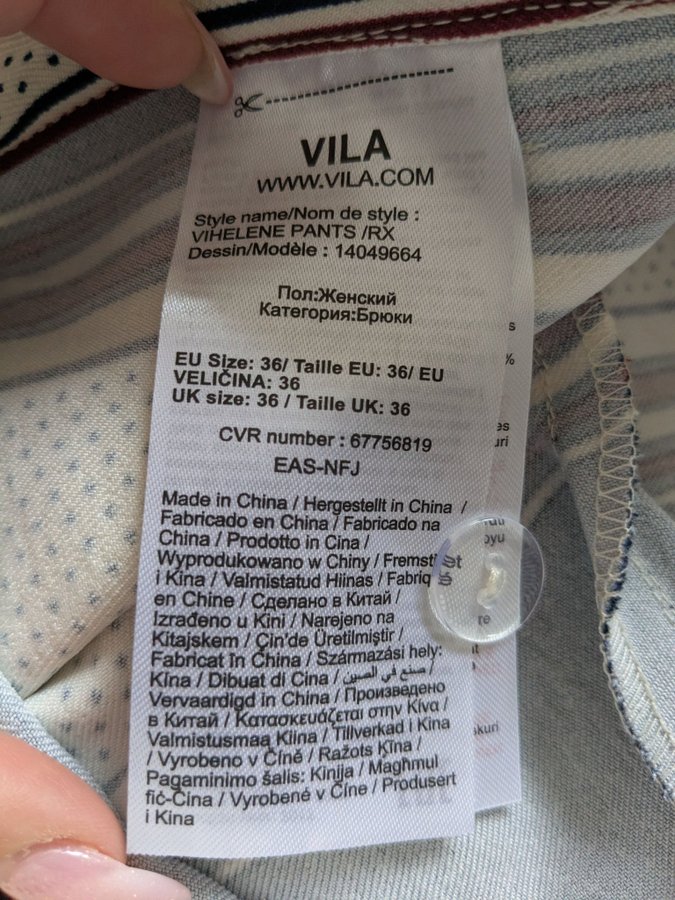 VILA
WWW.VILA.COM
Style name/Nom de style :
VIHELENE PANTS /RX
Dessin/Modèle : 14049664
Пол:Женский
Категория:Брюки
EU Size: 36/ Taille EU: 36/ EU
VELIČINA: 36
UK size: 36 / Taille UK: 36
CVR number : 67756819
EAS-NFJ
Made in China / Hergestellt in China /
Fabricado en China / Fabricado na
China / Prodotto in Cina /
Wyprodukowano w Chiny / Fremstillet
i Kina / Valmistatud Hiinas / Fabriqué
en Chine / Сделано в Китай /
Izrađeno u Kini / Narejeno na
Kitajskem / Çin'de Üretilmiştir /
Fabricat în China / Származási hely:
Kína / Dibuat di Cina / صنع في الصين /
Vervaardigd in China / Произведено
в Китай / Κατασκευάζεται στην Κίνα /
Valmistusmaa Kiina / Tillverkad i Kina
/ Vyrobeno v Číně / Ražots Ķīna /
Pagaminimo šalis: Kinija / Magħmul
fiċ-Ċina / Vyrobené v Číne / Produsert
i Kina